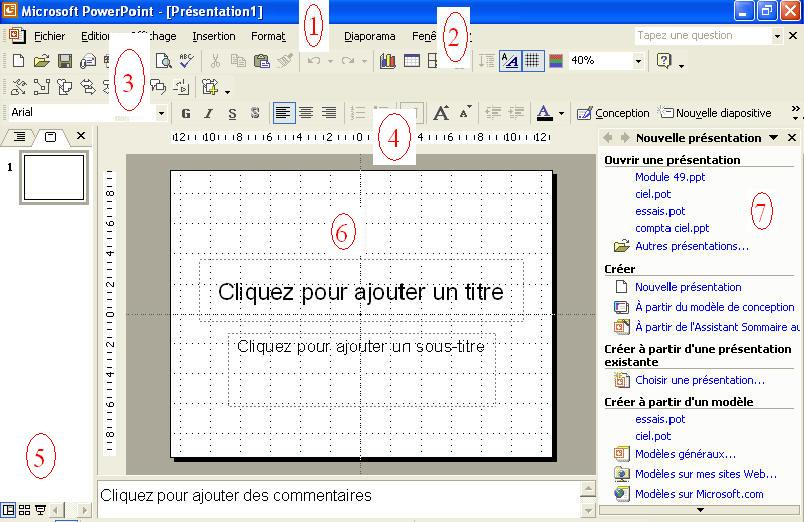 Microsoft PowerPoint - [Présentation1]
1
Fichier Edition Affichage Insertion Format Diaporama Fenêtre 2 Tapez une question
3 40%
Arial G I S S Conception Nouvelle diapositive
4
12 10 8 6 4 2 0 2 4 6 8 10 12
1
8 6 4 2 0 2 4 6 8
6
Cliquez pour ajouter un titre
Cliquez pour ajouter un sous-titre
5
Cliquez pour ajouter des commentaires
Nouvelle présentation
Ouvrir une présentation
Module 49.ppt
ciel.pot
essais.pot
7
compta ciel.ppt
Autres présentations...
Créer
Nouvelle présentation
À partir du modèle de conception
À partir de l'Assistant Sommaire au
Créer à partir d'une présentation
existante
Choisir une présentation...
Créer à partir d'un modèle
essais.pot
ciel.pot
Modèles généraux...
Modèles sur mes sites Web...
Modèles sur Microsoft.com